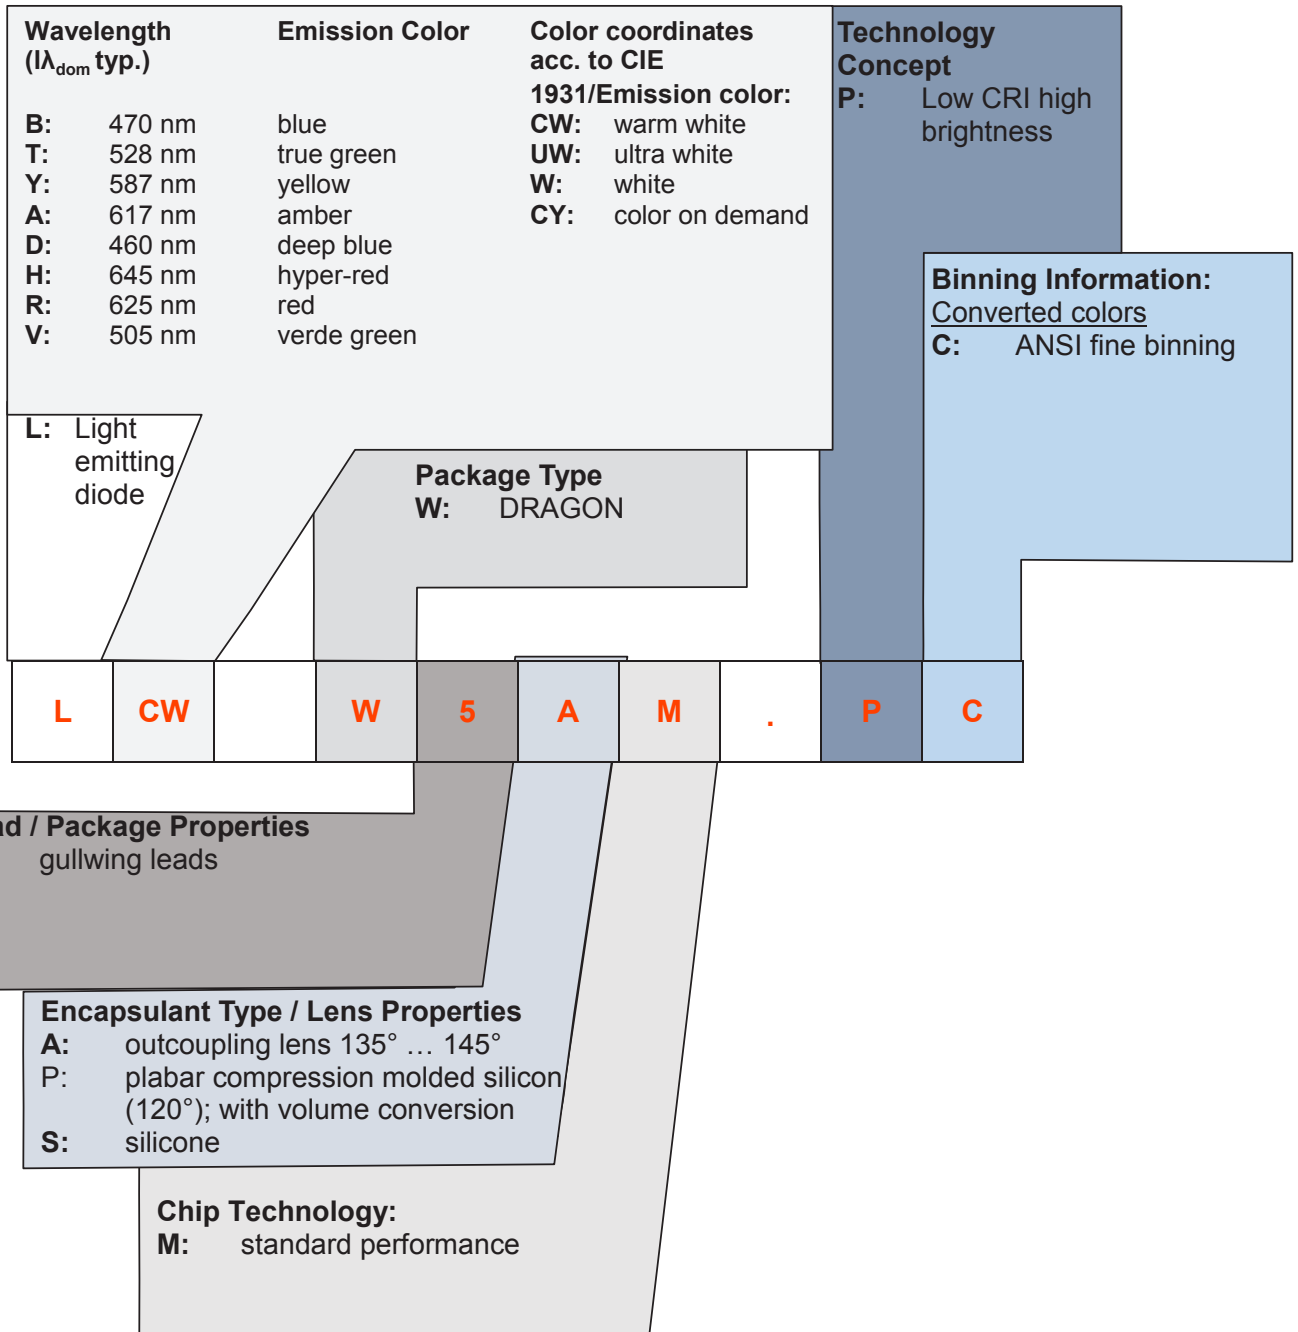 Wavelength Emission Color Color coordinates Technology
(lλdom typ.) acc. to CIE Concept
1931/Emission color: P: Low CRI high
B: 470 nm blue CW: warm white brightness
T: 528 nm true green UW: ultra white
Y: 587 nm yellow W: white
A: 617 nm amber CY: color on demand
D: 460 nm deep blue
H: 645 nm hyper-red Binning Information:
R: 625 nm red Converted colors
V: 505 nm verde green C: ANSI fine binning
L: Light
emitting
diode
Package Type
W: DRAGON
L CW W 5 A M . P C
ad / Package Properties
gullwing leads
Encapsulant Type / Lens Properties
A: outcoupling lens 135° … 145°
P: plabar compression molded silicon
(120°); with volume conversion
S: silicone
Chip Technology:
M: standard performance